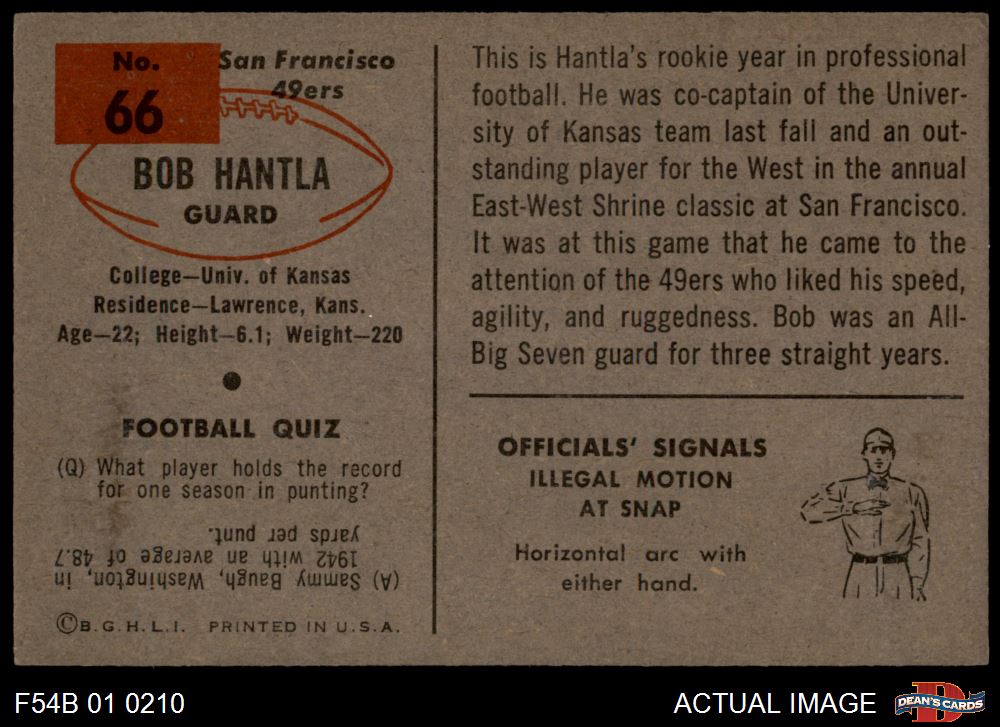 No.
66
San Francisco
49ers
BOB HANTLA
GUARD
College—Univ. of Kansas
Residence—Lawrence, Kans.
Age—22; Height—6.1; Weight—220
FOOTBALL QUIZ
(Q) What player holds the record
for one season in punting?
(A) Sammy Baugh, Washington, in
1942 with an average of 48.7
yards per punt.
©B.G.H.L.I. PRINTED IN U.S.A.
This is Hantla's rookie year in professional
football. He was co-captain of the Univer-
sity of Kansas team last fall and an out-
standing player for the West in the annual
East-West Shrine classic at San Francisco.
It was at this game that he came to the
attention of the 49ers who liked his speed,
agility, and ruggedness. Bob was an All-
Big Seven guard for three straight years.
OFFICIALS' SIGNALS
ILLEGAL MOTION
AT SNAP
Horizontal arc with
either hand.
F54B 01 0210
ACTUAL IMAGE
D
DEAN'S CARDS